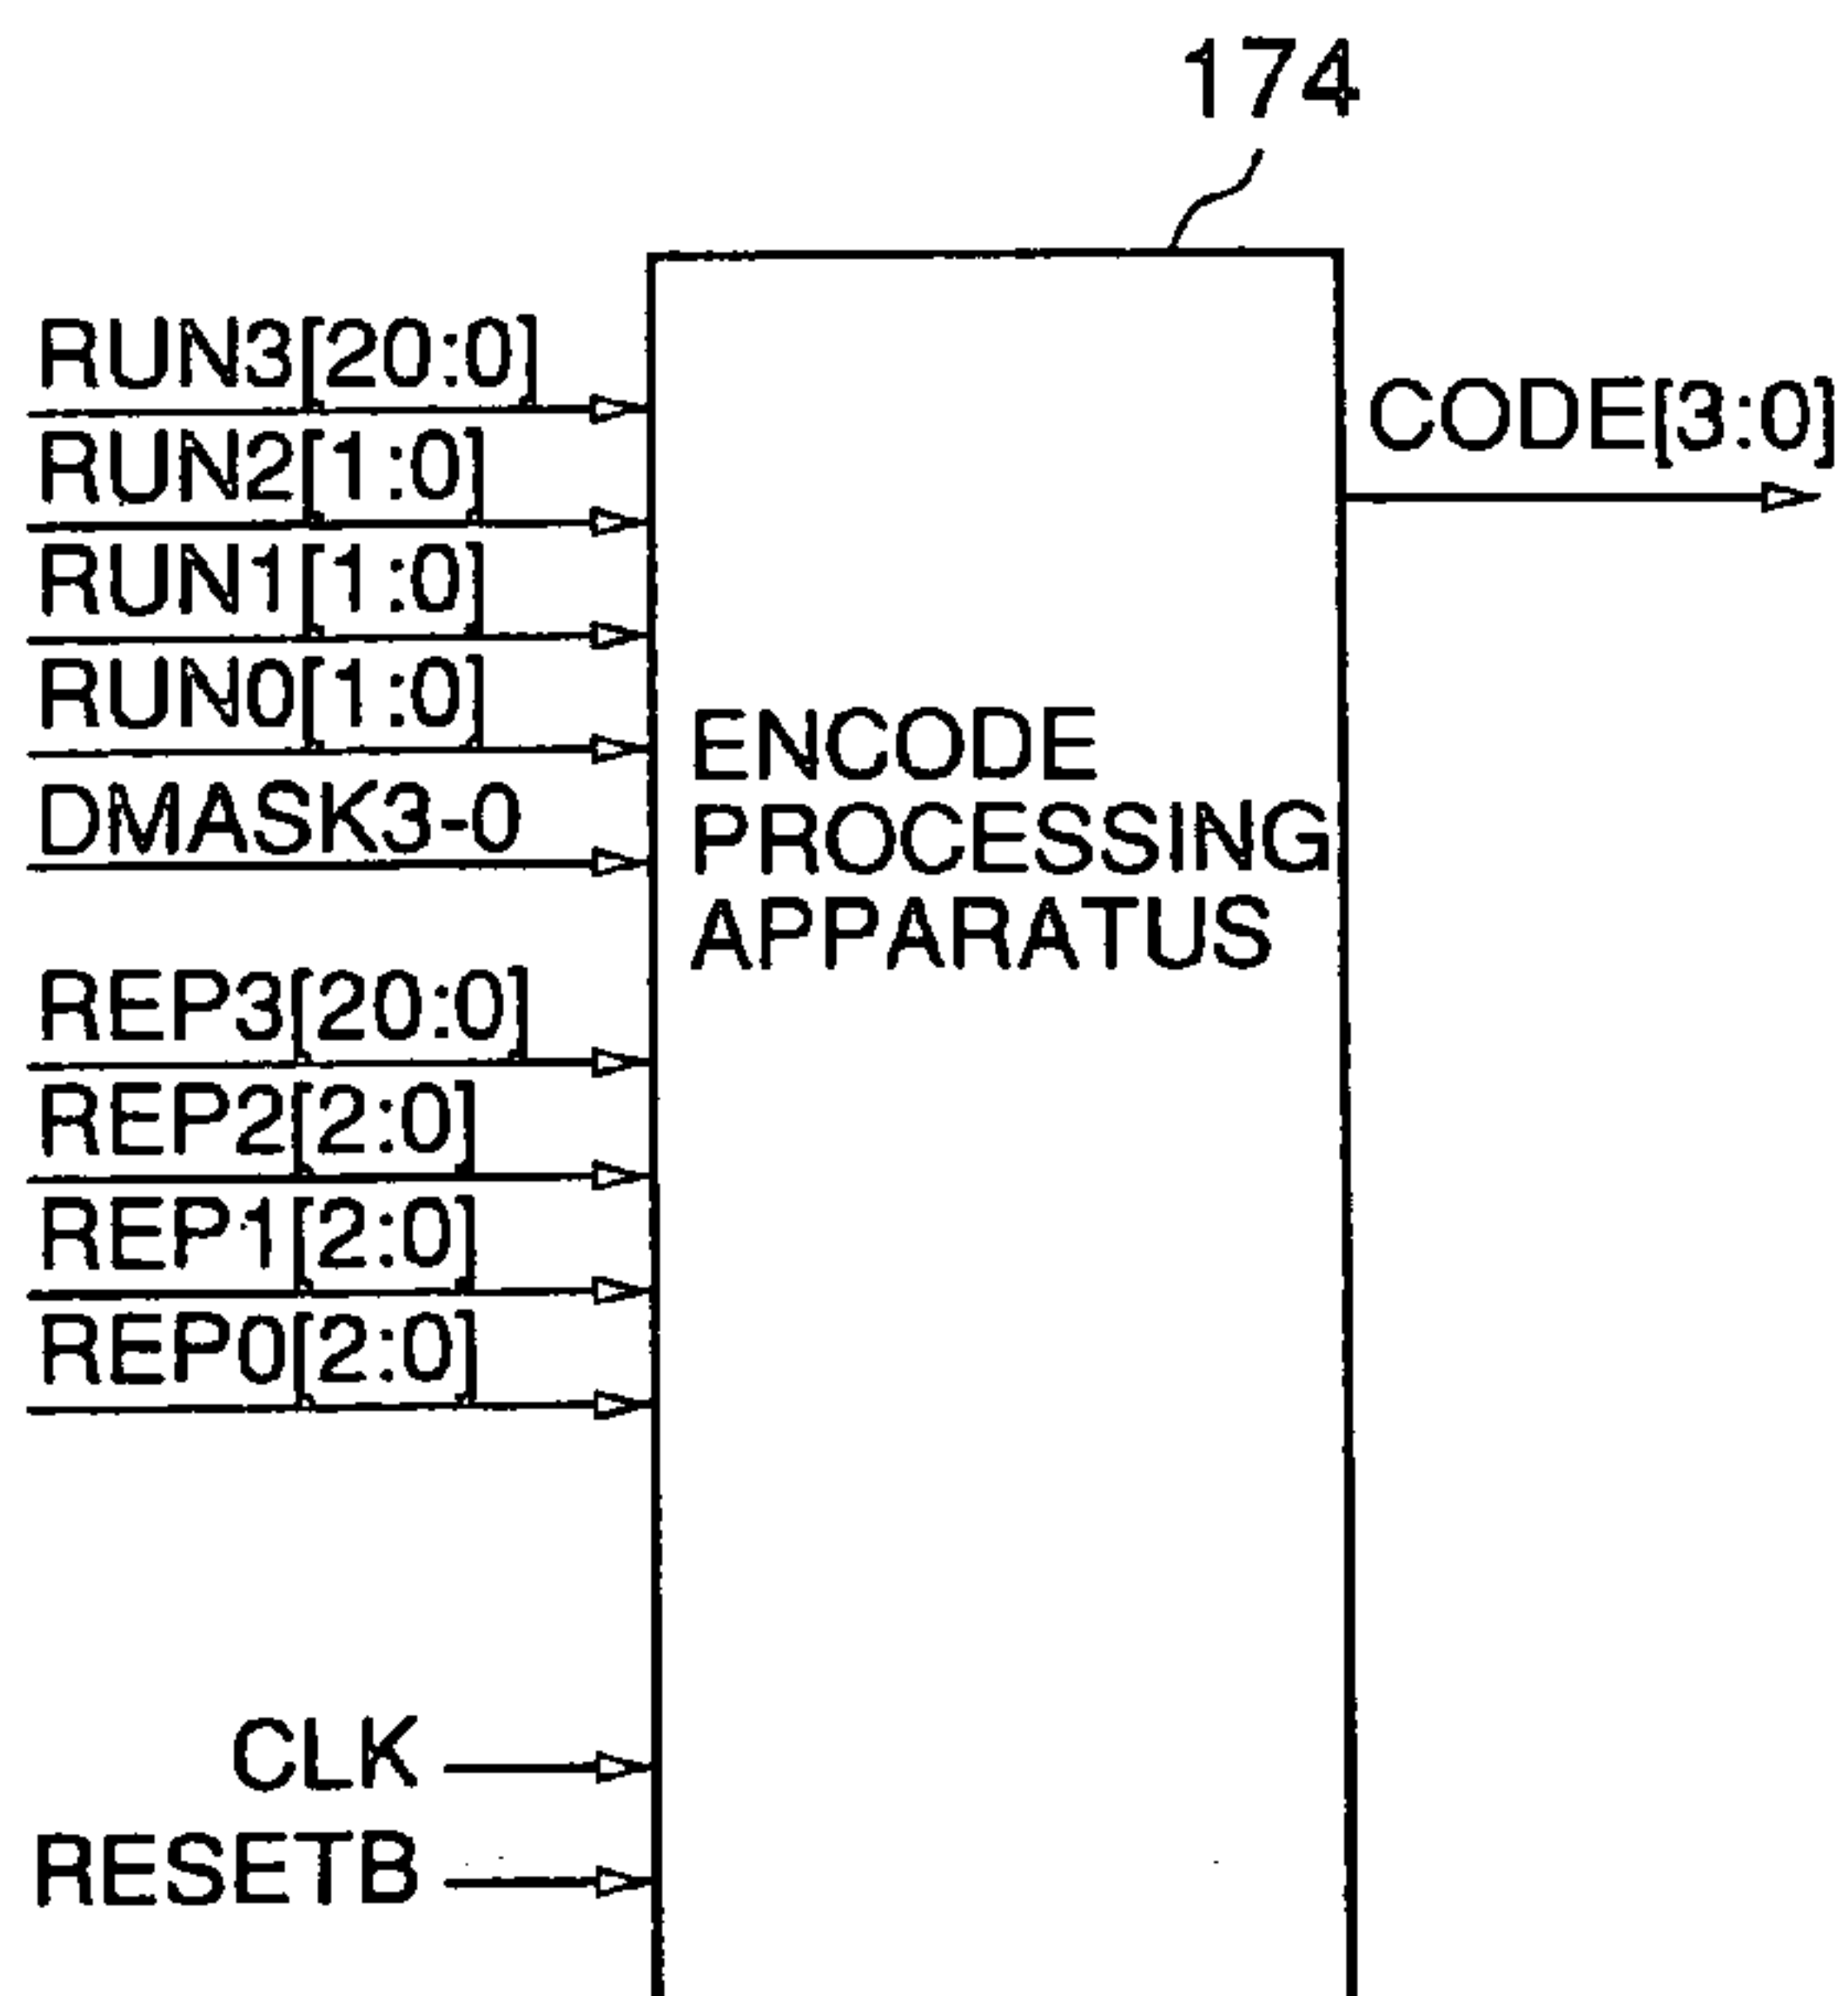 174
RUN3[20:0]
RUN2[1:0]
RUN1[1:0]
RUN0[1:0]
DMASK3-0
REP3[20:0]
REP2[2:0]
REP1[2:0]
REP0[2:0]
CLK
RESETB
ENCODE
PROCESSING
APPARATUS
CODE[3:0]